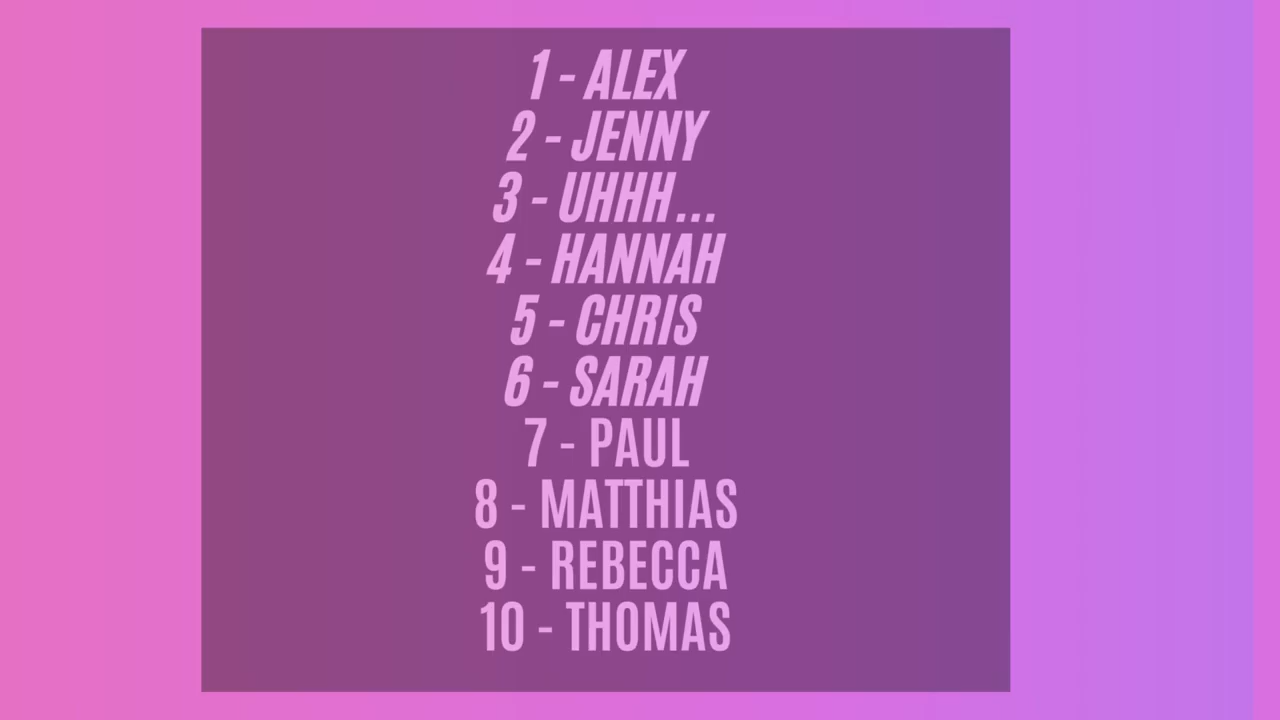 1 - ALEX
2 - JENNY
3 - UHHH...
4 - HANNAH
5 - CHRIS
6 - SARAH
7 - PAUL
8 - MATTHIAS
9 - REBECCA
10 - THOMAS